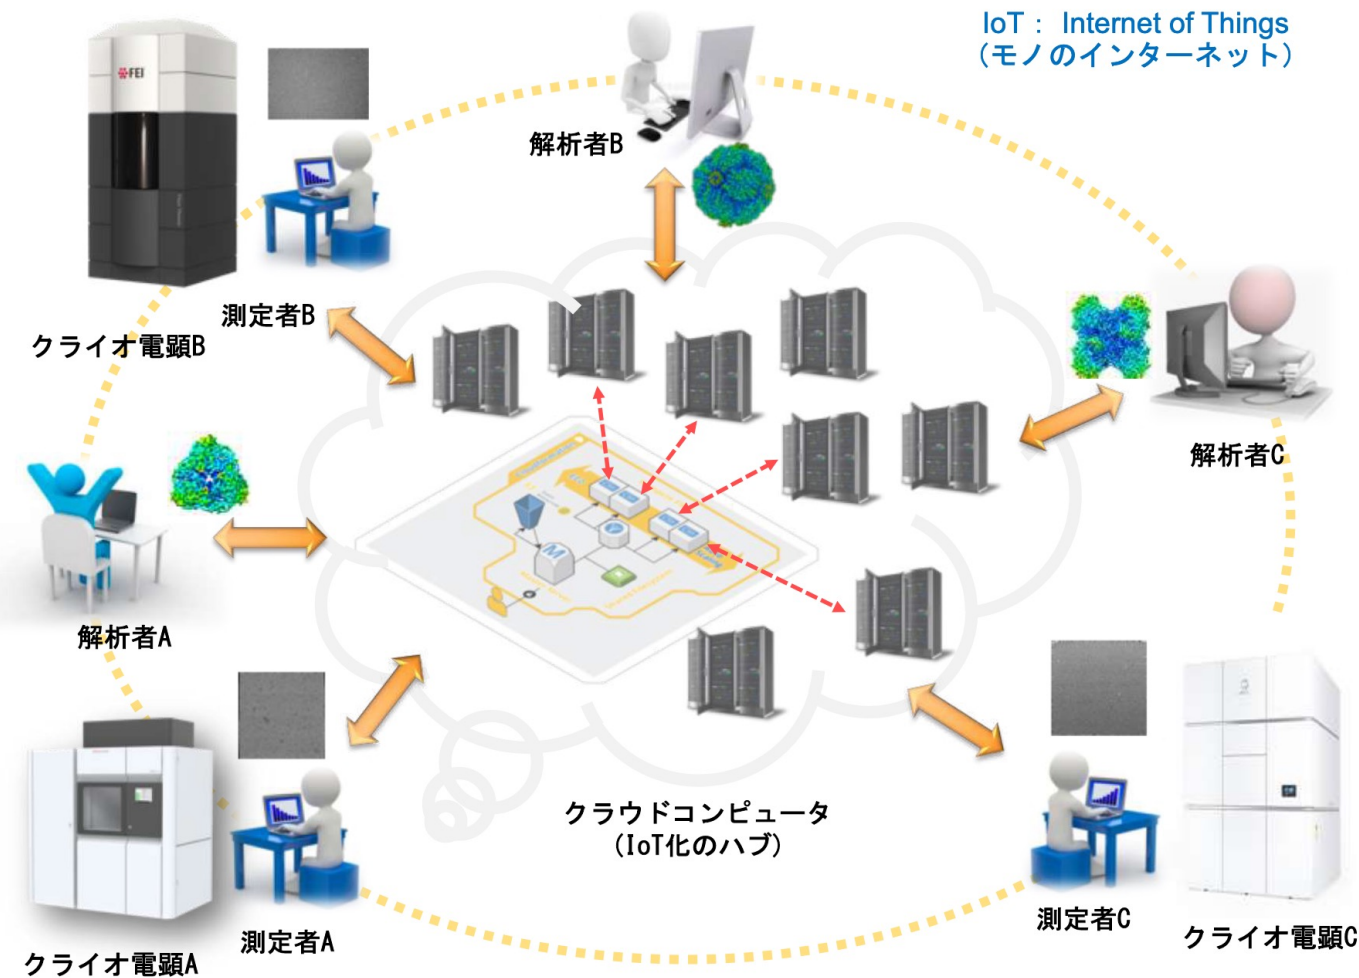 IoT： Internet of Things
（モノのインターネット）
FEI
解析者B
測定者B
クライオ電顕B
解析者C
解析者A
M
クラウドコンピュータ
(IoT化のハブ)
測定者A
クライオ電顕A
測定者C
クライオ電顕C